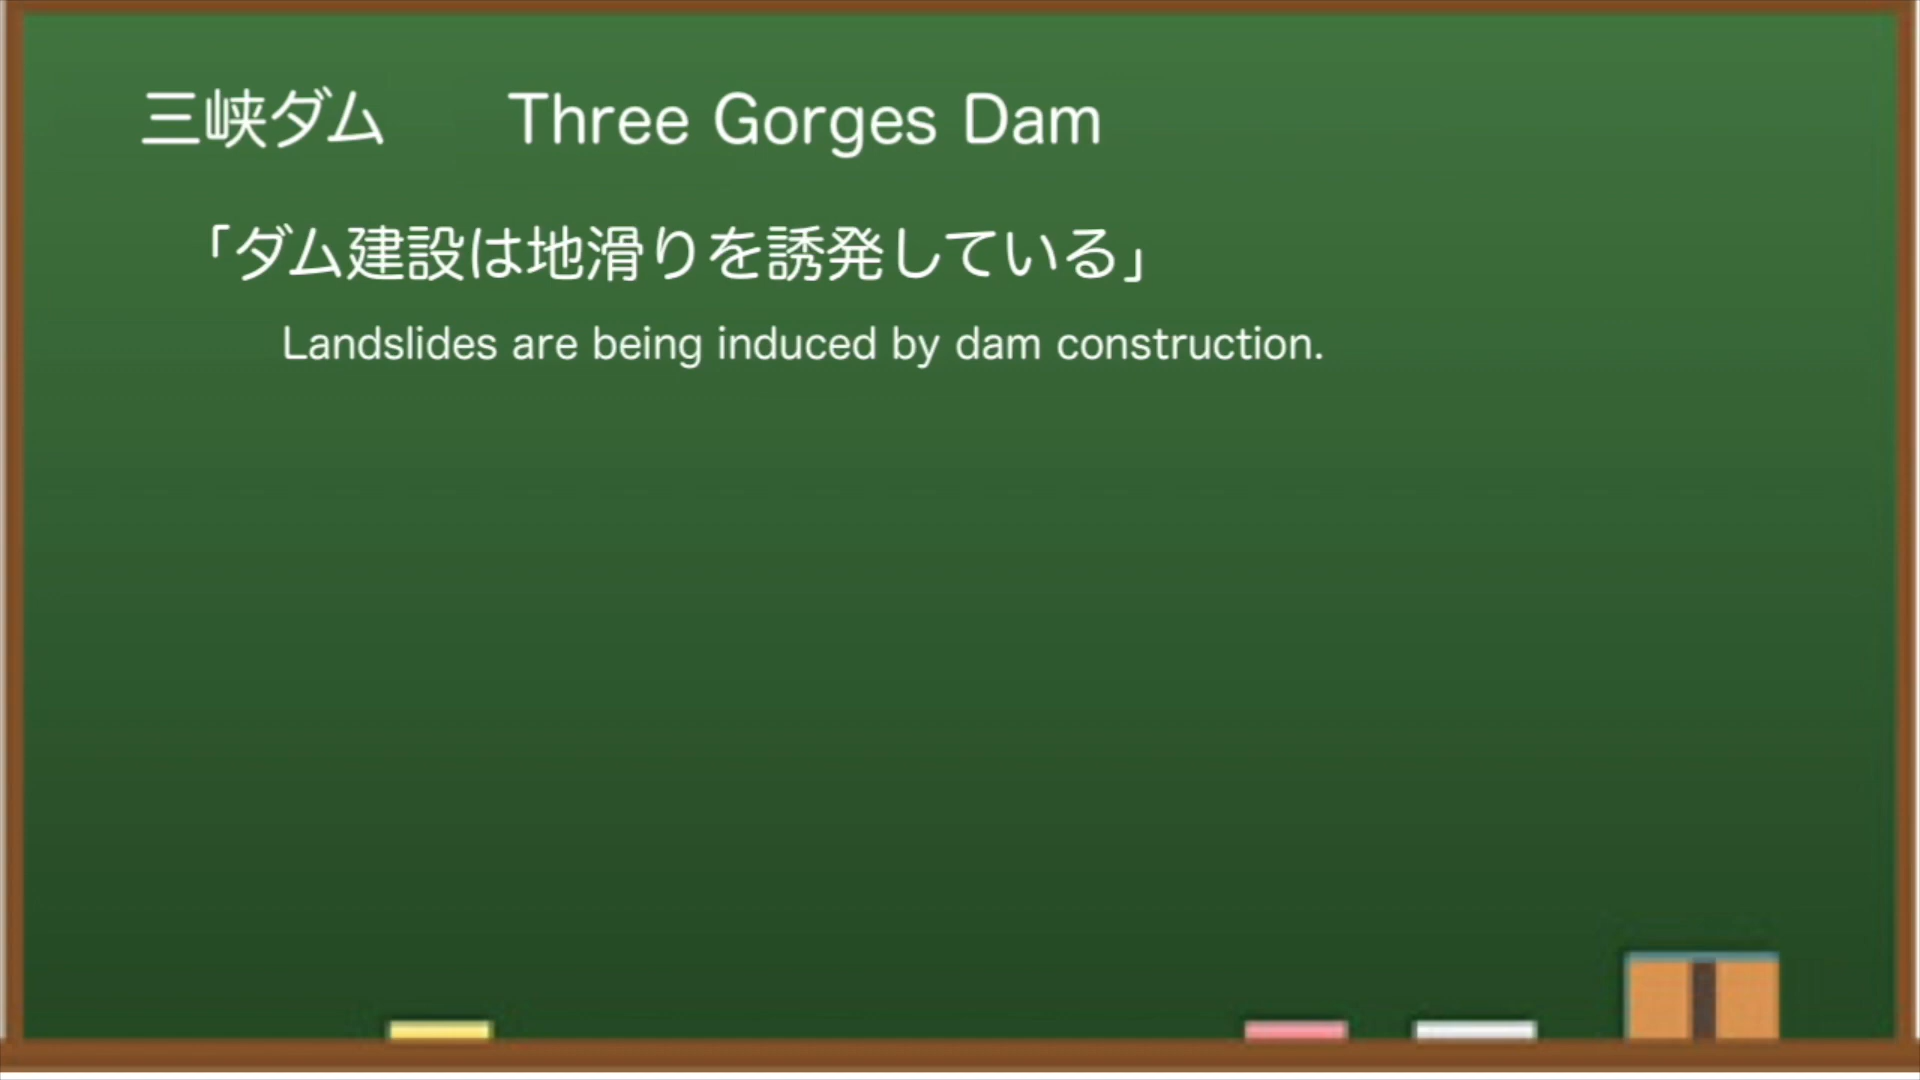 三峡ダム Three Gorges Dam
「ダム建設は地滑りを誘発している」
Landslides are being induced by dam construction.